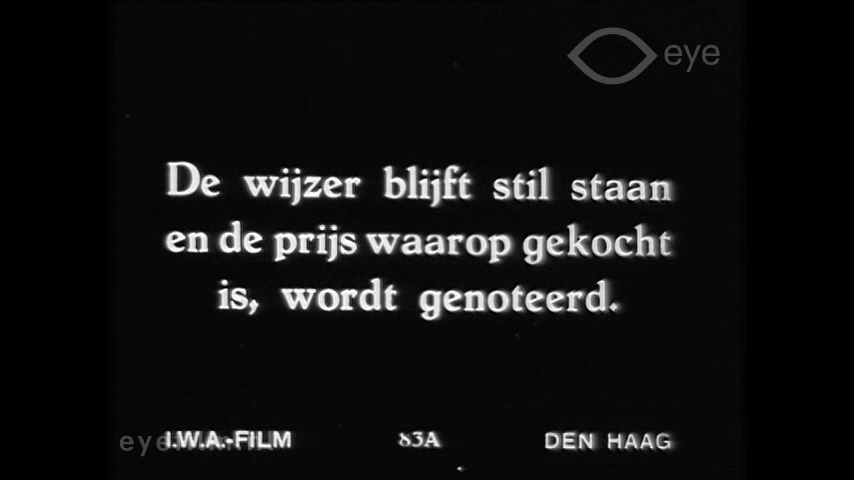 eye
De wijzer blijft stil staan
en de prijs waarop gekocht
is, wordt genoteerd.
I.W.A.-FILM 83A DEN HAAG